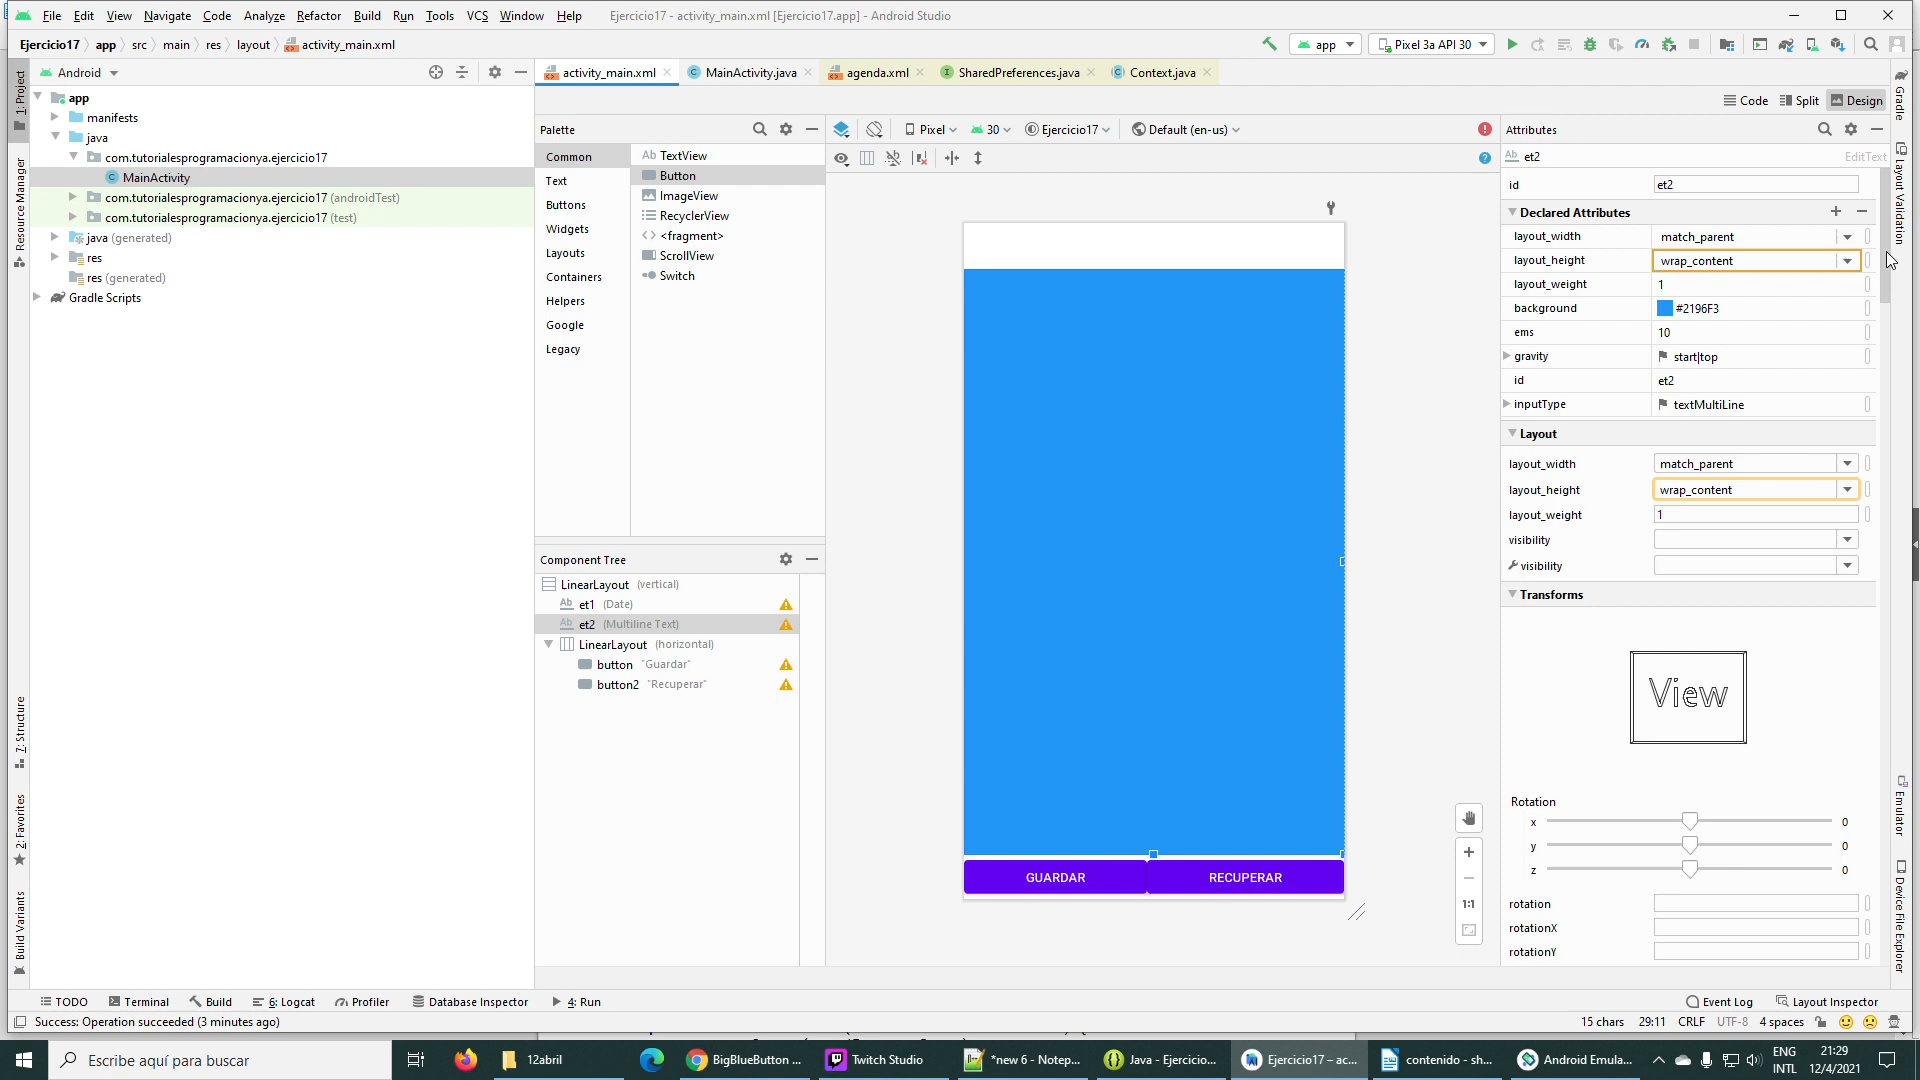 File Edit View Navigate Code Analyze Refactor Build Run Tools VCS Window Help Ejercicio17 - activity_main.xml [Ejercicio17.app] - Android Studio
Ejercicio17 app src main res layout activity_main.xml
app Pixel 3a API 30
Android
activity_main.xml MainActivity.java agenda.xml SharedPreferences.java Context.java
Code Split Design
1: Project
Resource Manager
7: Structure
2: Favorites
Build Variants
app
manifests
java
com.tutorialesprogramacionya.ejercicio17
MainActivity
com.tutorialesprogramacionya.ejercicio17 (androidTest)
com.tutorialesprogramacionya.ejercicio17 (test)
java (generated)
res
res (generated)
Gradle Scripts
Palette
Common
Text
Buttons
Widgets
Layouts
Containers
Helpers
Google
Legacy
Ab TextView
Button
ImageView
RecyclerView
<fragment>
ScrollView
Switch
Component Tree
LinearLayout (vertical)
Ab et1 (Date)
Ab et2 (Multiline Text)
LinearLayout (horizontal)
button "Guardar"
button2 "Recuperar"
Pixel 30 Ejercicio17 Default (en-us)
GUARDAR RECUPERAR
1:1
Attributes
Ab et2 EditText
id et2
Declared Attributes
layout_width match_parent
layout_height wrap_content
layout_weight 1
background #2196F3
ems 10
gravity start|top
id et2
inputType textMultiLine
Layout
layout_width match_parent
layout_height wrap_content
layout_weight 1
visibility
visibility
Transforms
View
Rotation
x 0
y 0
z 0
rotation
rotationX
rotationY
Gradle
Layout Validation
Emulator
Device File Explorer
TODO Terminal Build 6: Logcat Profiler Database Inspector 4: Run Event Log Layout Inspector
Success: Operation succeeded (3 minutes ago) 15 chars 29:11 CRLF UTF-8 4 spaces
Escribe aquí para buscar 12abril BigBlueButton ... Twitch Studio *new 6 - Notep... Java - Ejercicio... Ejercicio17 – ac... contenido - sh... Android Emula... ENG INTL 21:29 12/4/2021